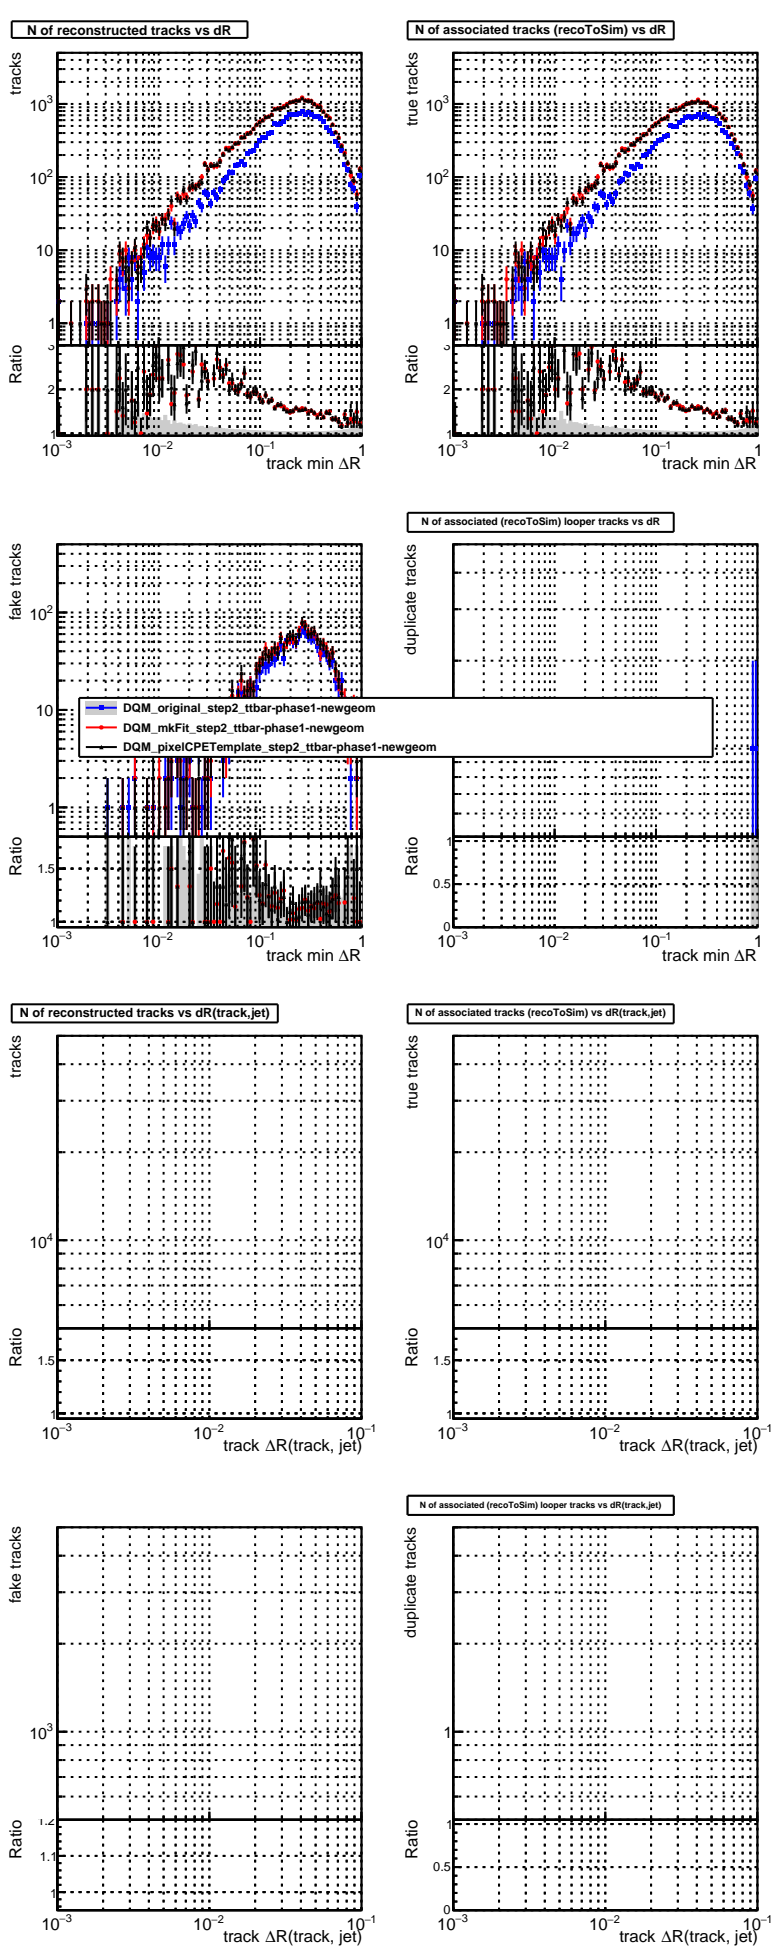 N of reconstructed tracks vs dR
N of associated tracks (recoToSim) vs dR
tracks
10³
10²
10
1
Ratio
3
2
1
10⁻³
10⁻²
10⁻¹
1
track min ΔR
true tracks
10³
10²
10
1
Ratio
3
2
1
10⁻³
10⁻²
10⁻¹
1
track min ΔR
N of associated (recoToSim) looper tracks vs dR
fake tracks
10²
10
1
Ratio
1.5
1
10⁻³
10⁻²
10⁻¹
1
track min ΔR
duplicate tracks
Ratio
1
0.5
0
10⁻³
10⁻²
10⁻¹
1
track min ΔR
DQM_original_step2_ttbar-phase1-newgeom
DQM_mkFit_step2_ttbar-phase1-newgeom
DQM_pixelCPETemplate_step2_ttbar-phase1-newgeom
N of reconstructed tracks vs dR(track,jet)
N of associated tracks (recoToSim) vs dR(track,jet)
tracks
10⁴
Ratio
1.5
1
10⁻³
10⁻²
10⁻¹
track ΔR(track, jet)
true tracks
10⁴
Ratio
1.5
1
10⁻³
10⁻²
10⁻¹
track ΔR(track, jet)
N of associated (recoToSim) looper tracks vs dR(track,jet)
fake tracks
10³
Ratio
1.2
1.1
1
10⁻³
10⁻²
10⁻¹
track ΔR(track, jet)
duplicate tracks
1
Ratio
1
0.5
0
10⁻³
10⁻²
10⁻¹
track ΔR(track, jet)